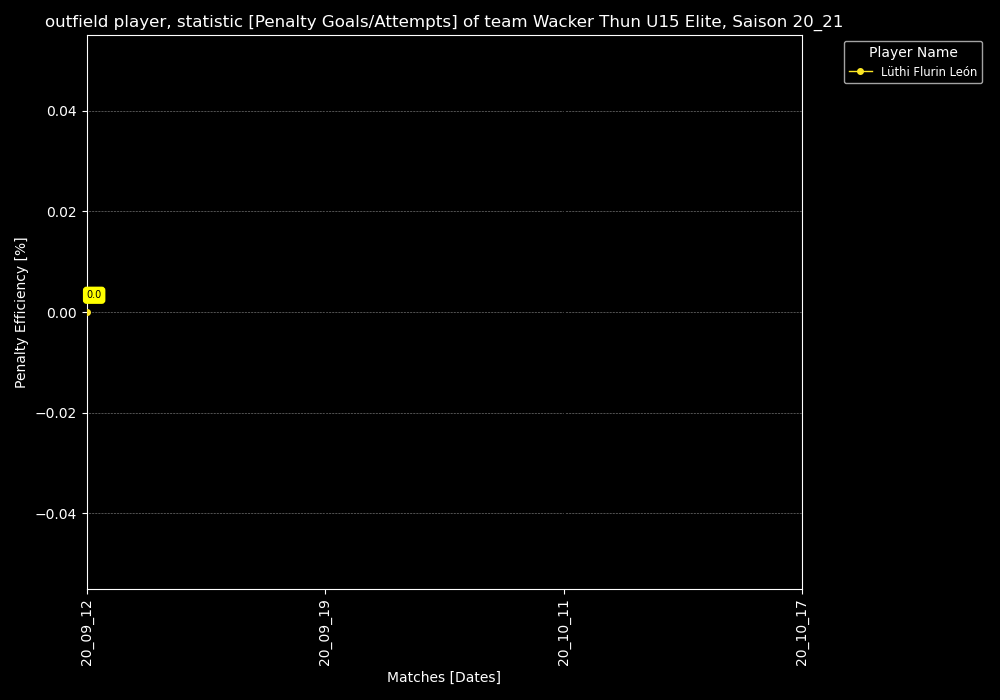 outfield player, statistic [Penalty Goals/Attempts] of team Wacker Thun U15 Elite, Saison 20_21
Player Name
Lüthi Flurin León
0.04
0.02
0.00
−0.02
−0.04
Penalty Efficiency [%]
0.0
20_09_12
20_09_19
20_10_11
20_10_17
Matches [Dates]